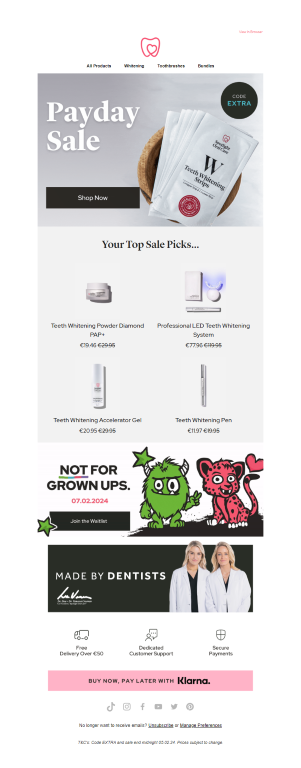 View in Browser
All Products Whitening Toothbrushes Bundles
Payday
Sale
CODE
EXTRA
Shop Now
Spotlight
Oral Care
W
Teeth Whitening
Strips
Your Top Sale Picks...
Teeth Whitening Powder Diamond
PAP+
€19.46 €29.95
Professional LED Teeth Whitening
System
€77.96 €119.95
Teeth Whitening Accelerator Gel
€20.95 €29.95
Teeth Whitening Pen
€11.97 €19.95
NOT FOR
GROWN UPS.
07.02.2024
Join the Waitlist
MADE BY DENTISTS
Free
Delivery Over €50
Dedicated
Customer Support
Secure
Payments
BUY NOW, PAY LATER WITH Klarna.
No longer want to receive emails? Unsubscribe or Manage Preferences
T&C's: Code EXTRA and sale end midnight 02.02.24. Prices subject to change